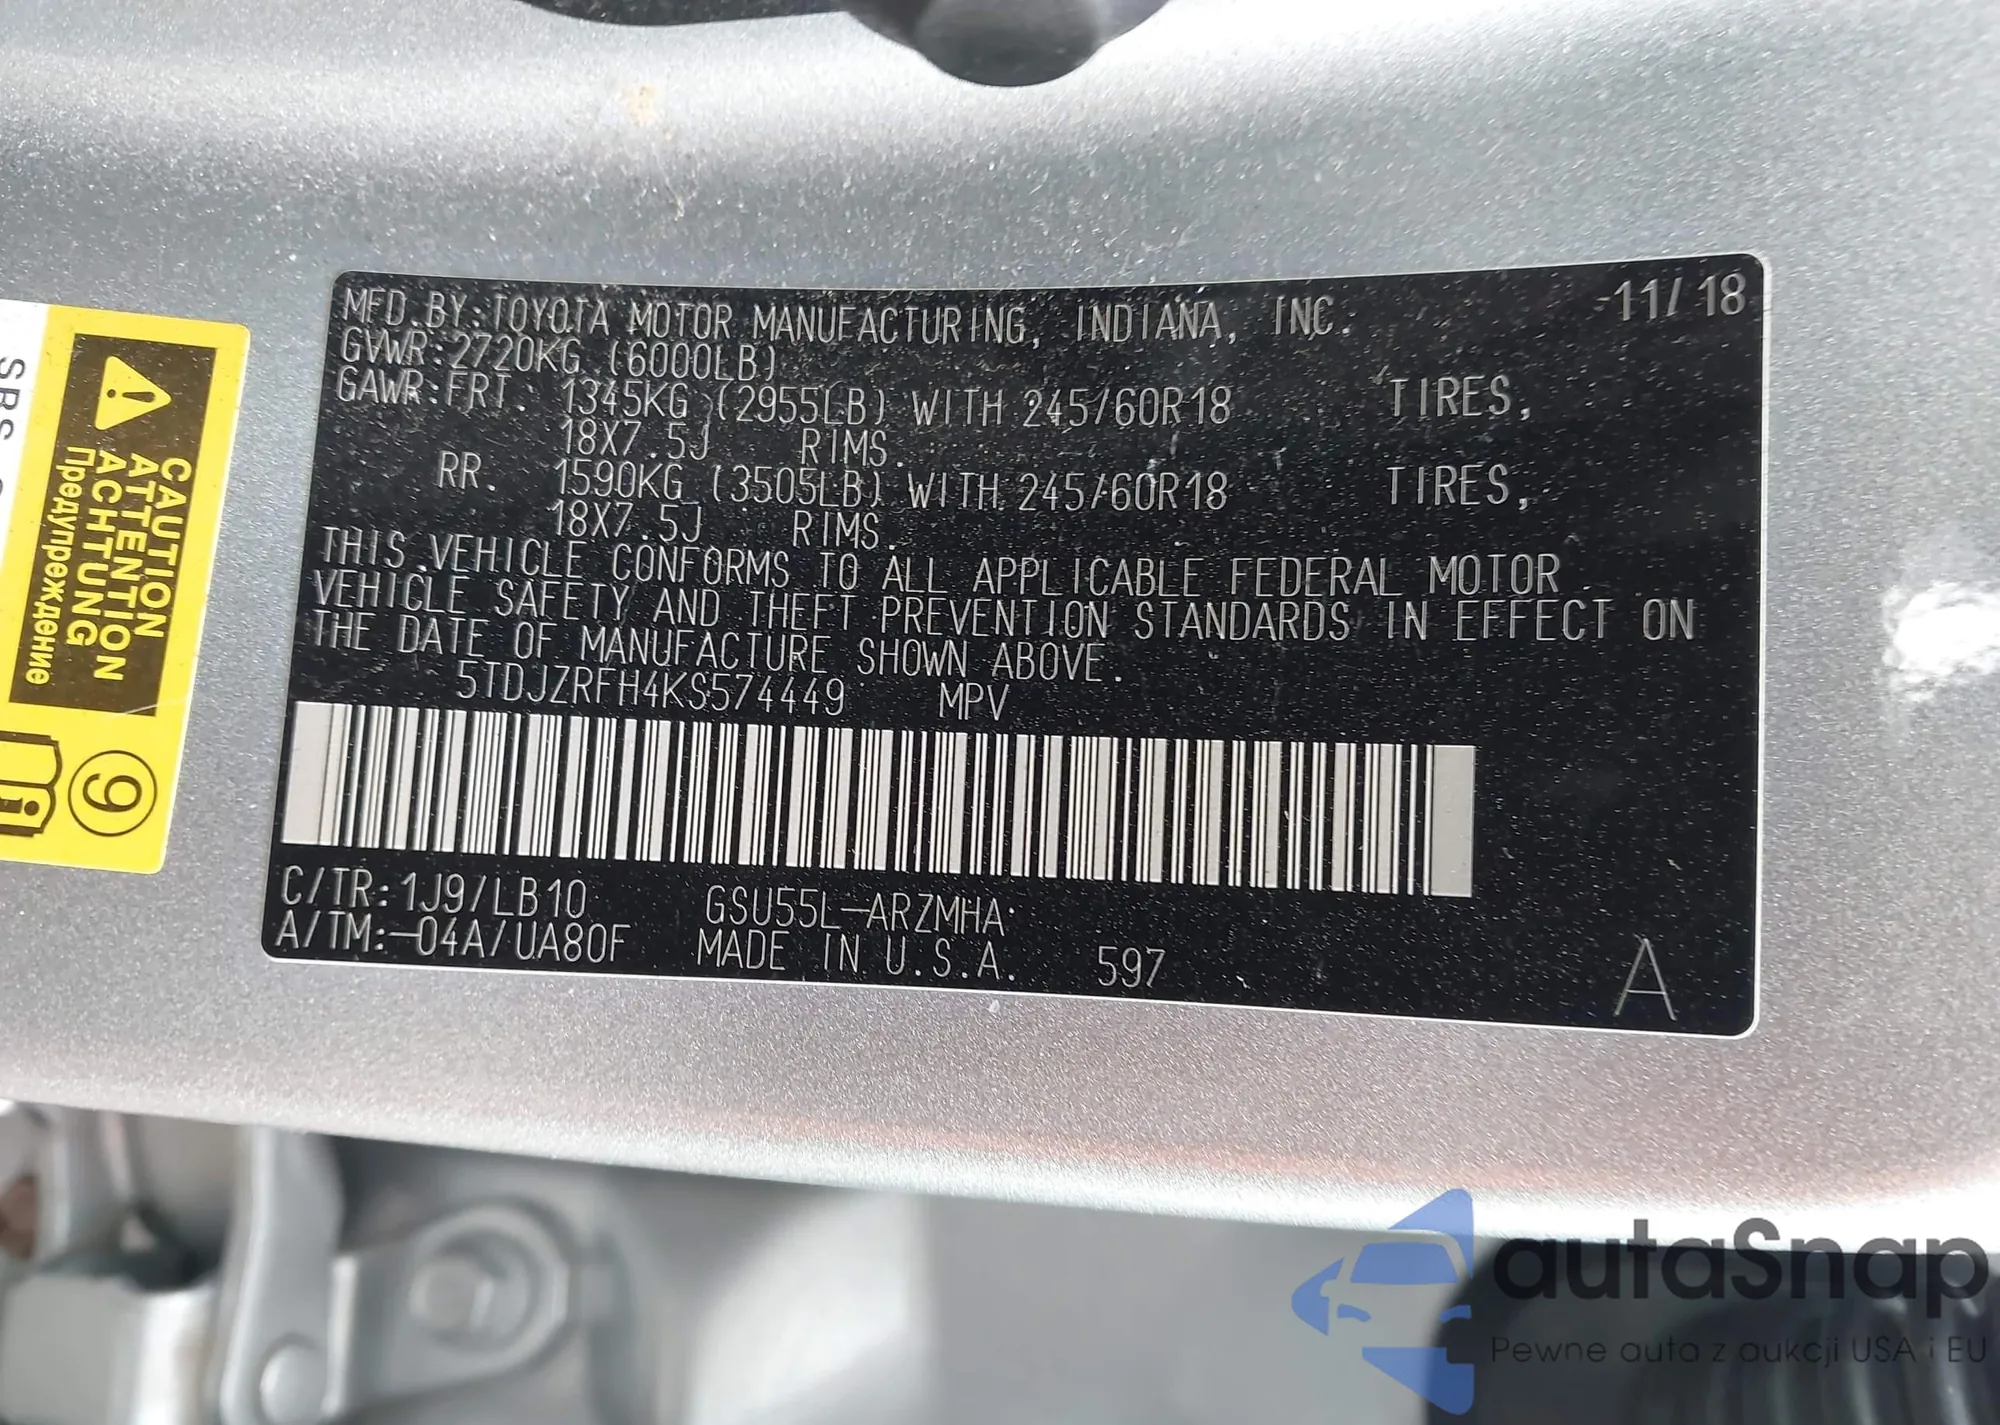 MFD.BY:TOYOTA MOTOR MANUFACTURING, INDIANA, INC. 11/18
GVWR:2720KG (6000LB)
GAWR:FRT. 1345KG (2955LB) WITH 245/60R18 TIRES,
18X7.5J RIMS.
RR. 1590KG (3505LB) WITH 245/60R18 TIRES,
18X7.5J RIMS.
THIS VEHICLE CONFORMS TO ALL APPLICABLE FEDERAL MOTOR
VEHICLE SAFETY AND THEFT PREVENTION STANDARDS IN EFFECT ON
THE DATE OF MANUFACTURE SHOWN ABOVE.
5TDJZRFH4KS574449 MPV
C/TR:1J9/LB10 GSU55L-ARZMHA
A/TM:-04A/UA80F MADE IN U.S.A. 597
A
CAUTION
ATTENTION
ACHTUNG
Предупреждение
SRS
9
autoSnap
Pewne auta z aukcji USA i EU